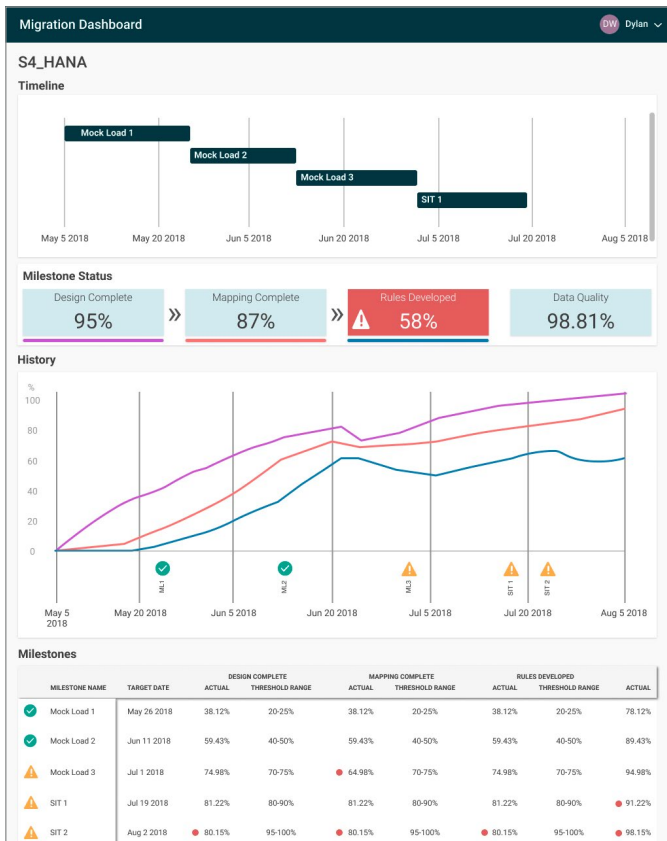 Migration Dashboard
DW Dylan
S4_HANA
Timeline
Mock Load 1
Mock Load 2
Mock Load 3
SIT 1
May 5 2018 May 20 2018 Jun 5 2018 Jun 20 2018 Jul 5 2018 Jul 20 2018 Aug 5 2018
Milestone Status
Design Complete Mapping Complete Rules Developed Data Quality
95% 87% 58% 98.81%
History
%
100
80
60
40
20
0
ML1 ML2 ML3 SIT 1 SIT 2
May 5 2018 May 20 2018 Jun 5 2018 Jun 20 2018 Jul 5 2018 Jul 20 2018 Aug 5 2018
Milestones
DESIGN COMPLETE MAPPING COMPLETE RULES DEVELOPED
MILESTONE NAME TARGET DATE ACTUAL THRESHOLD RANGE ACTUAL THRESHOLD RANGE ACTUAL THRESHOLD RANGE ACTUAL
Mock Load 1 May 26 2018 38.12% 20-25% 38.12% 20-25% 38.12% 20-25% 78.12%
Mock Load 2 Jun 11 2018 59.43% 40-50% 59.43% 40-50% 59.43% 40-50% 89.43%
Mock Load 3 Jul 1 2018 74.98% 70-75% 64.98% 70-75% 74.98% 70-75% 94.98%
SIT 1 Jul 19 2018 81.22% 80-90% 81.22% 80-90% 81.22% 80-90% 91.22%
SIT 2 Aug 2 2018 80.15% 95-100% 80.15% 95-100% 80.15% 95-100% 98.15%